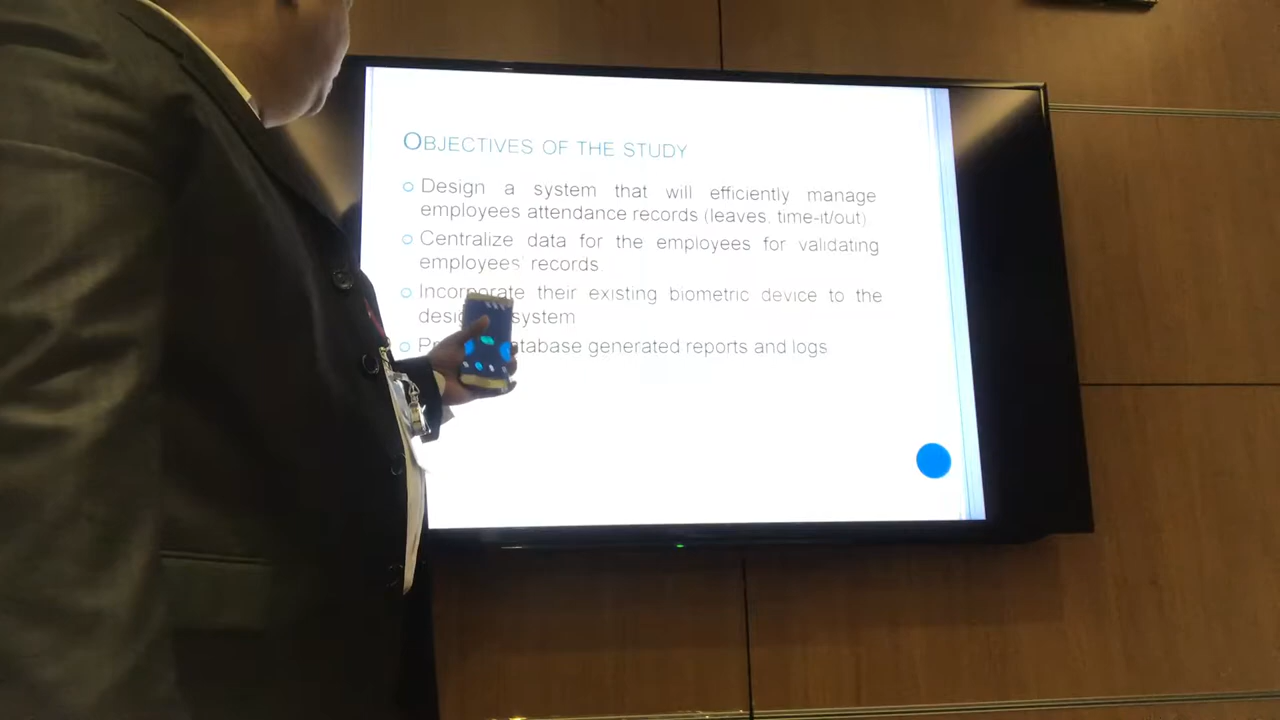 OBJECTIVES OF THE STUDY
Design a system that will efficiently manage
employees attendance records (leaves, time-it/out)
Centralize data for the employees for validating
employees' records
Incorporate their existing biometric device to the
system
generated reports and logs